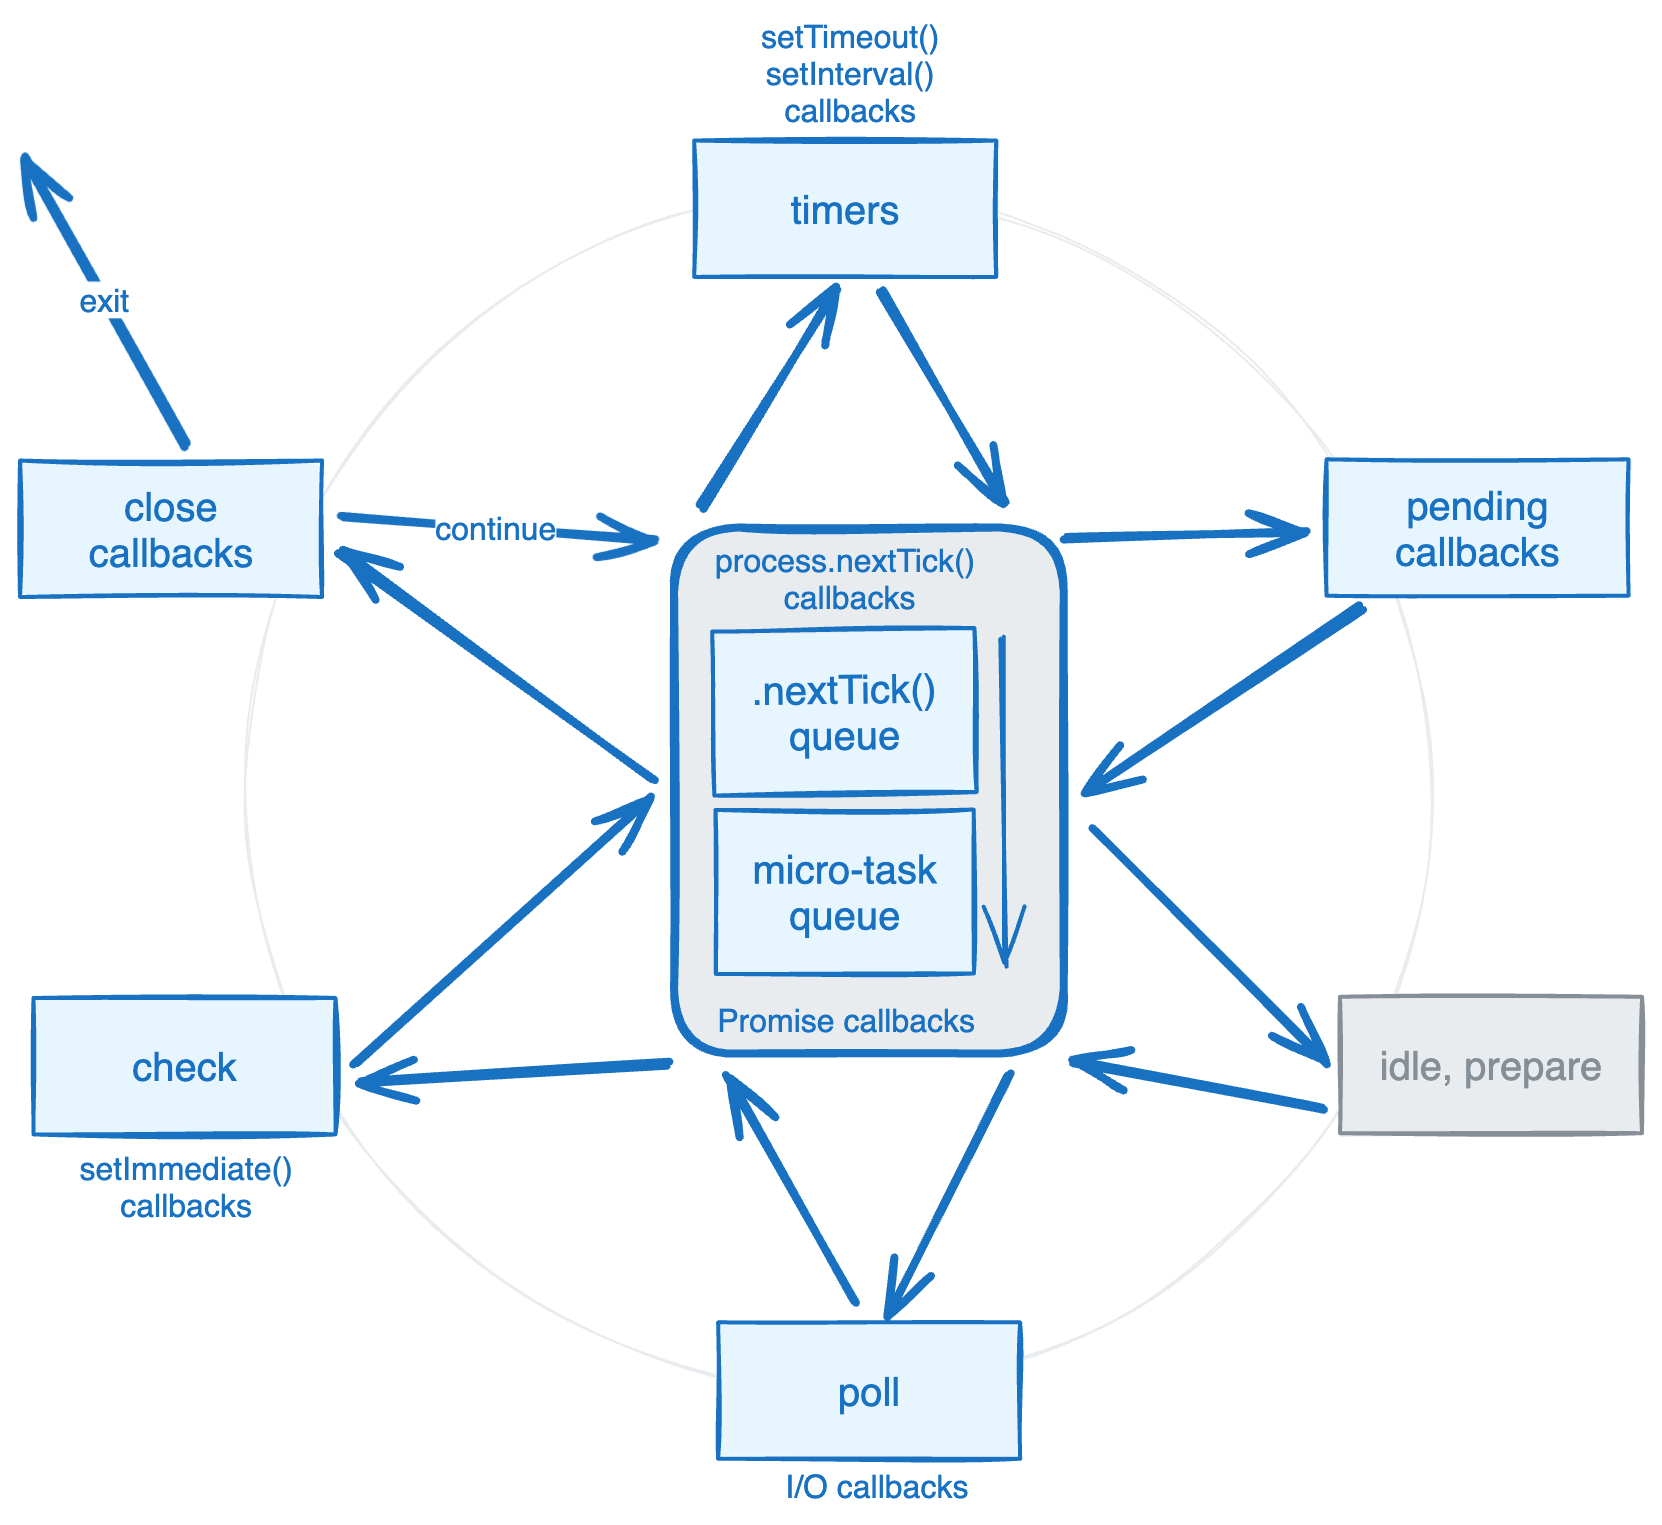 setTimeout()
setInterval()
callbacks
timers
exit
close
callbacks
continue
pending
callbacks
process.nextTick()
callbacks
.nextTick()
queue
micro-task
queue
Promise callbacks
check
setImmediate()
callbacks
idle, prepare
poll
I/O callbacks